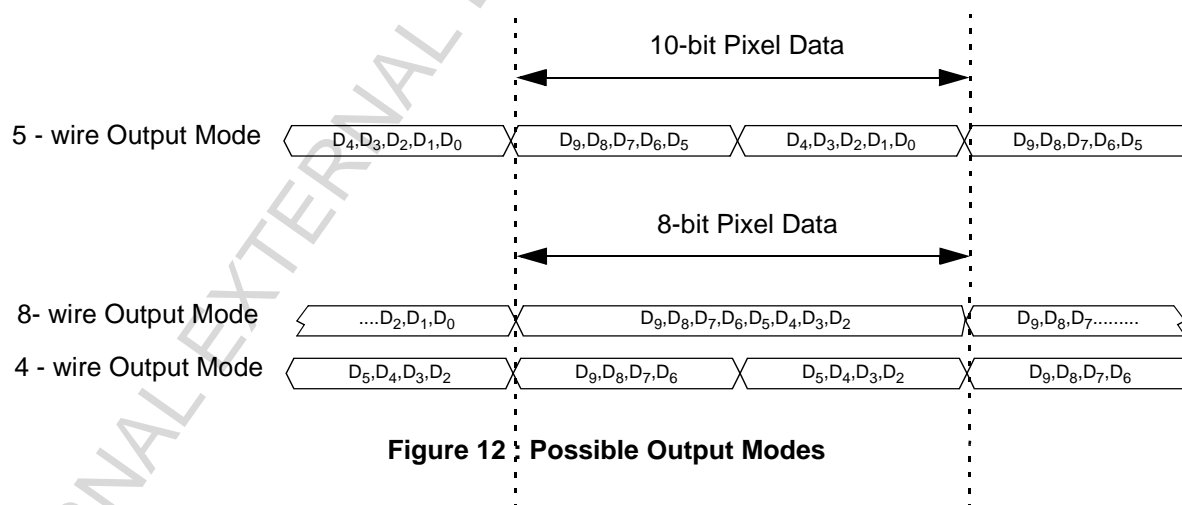 10-bit Pixel Data
5 - wire Output Mode D4,D3,D2,D1,D0 D9,D8,D7,D6,D5 D4,D3,D2,D1,D0 D9,D8,D7,D6,D5
8-bit Pixel Data
8- wire Output Mode ....D2,D1,D0 D9,D8,D7,D6,D5,D4,D3,D2 D9,D8,D7.........
4 - wire Output Mode D5,D4,D3,D2 D9,D8,D7,D6 D5,D4,D3,D2 D9,D8,D7,D6
Figure 12 : Possible Output Modes
RNAL EXTERNAL